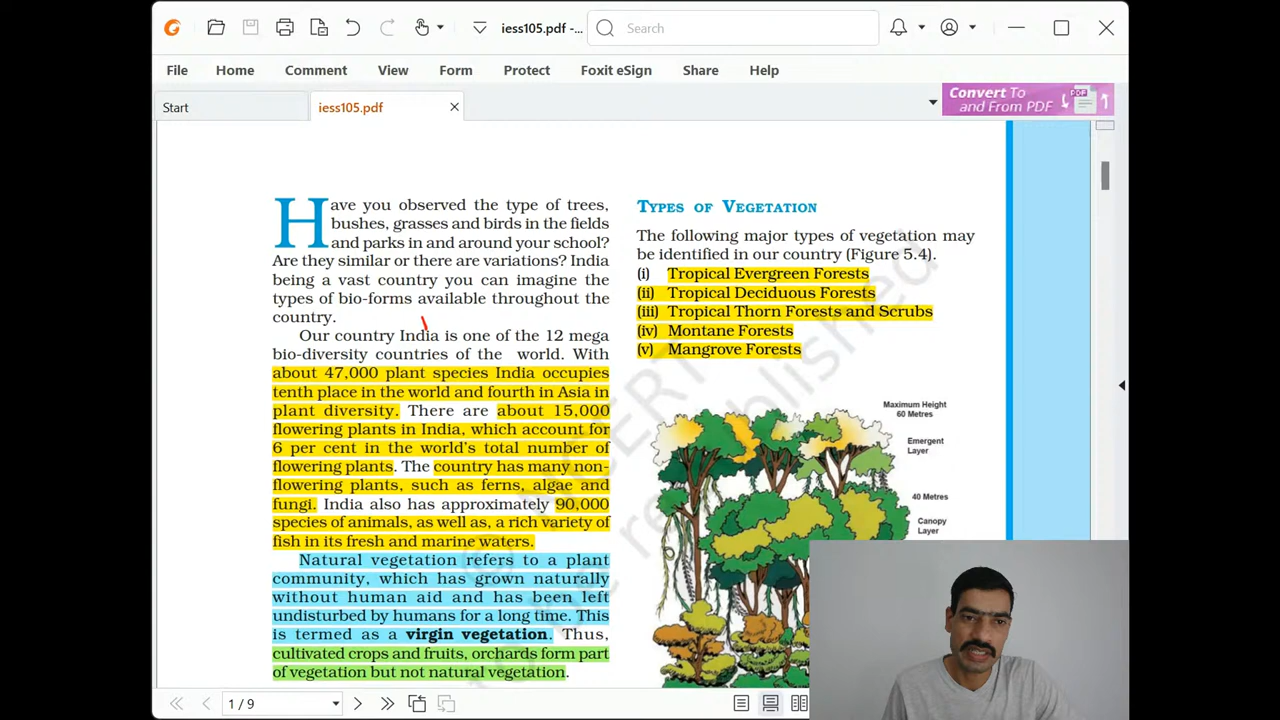 iess105.pdf -...
Search
File Home Comment View Form Protect Foxit eSign Share Help
Start
iess105.pdf
Convert To
and From PDF
PDF
Have you observed the type of trees,
bushes, grasses and birds in the fields
and parks in and around your school?
Are they similar or there are variations? India
being a vast country you can imagine the
types of bio-forms available throughout the
country.
Our country India is one of the 12 mega
bio-diversity countries of the world. With
about 47,000 plant species India occupies
tenth place in the world and fourth in Asia in
plant diversity. There are about 15,000
flowering plants in India, which account for
6 per cent in the world's total number of
flowering plants. The country has many non-
flowering plants, such as ferns, algae and
fungi. India also has approximately 90,000
species of animals, as well as, a rich variety of
fish in its fresh and marine waters.
Natural vegetation refers to a plant
community, which has grown naturally
without human aid and has been left
undisturbed by humans for a long time. This
is termed as a virgin vegetation. Thus,
cultivated crops and fruits, orchards form part
of vegetation but not natural vegetation.
TYPES OF VEGETATION
The following major types of vegetation may
be identified in our country (Figure 5.4).
(i) Tropical Evergreen Forests
(ii) Tropical Deciduous Forests
(iii) Tropical Thorn Forests and Scrubs
(iv) Montane Forests
(v) Mangrove Forests
Maximum Height
60 Metres
Emergent
Layer
40 Metres
Canopy
Layer
1 / 9